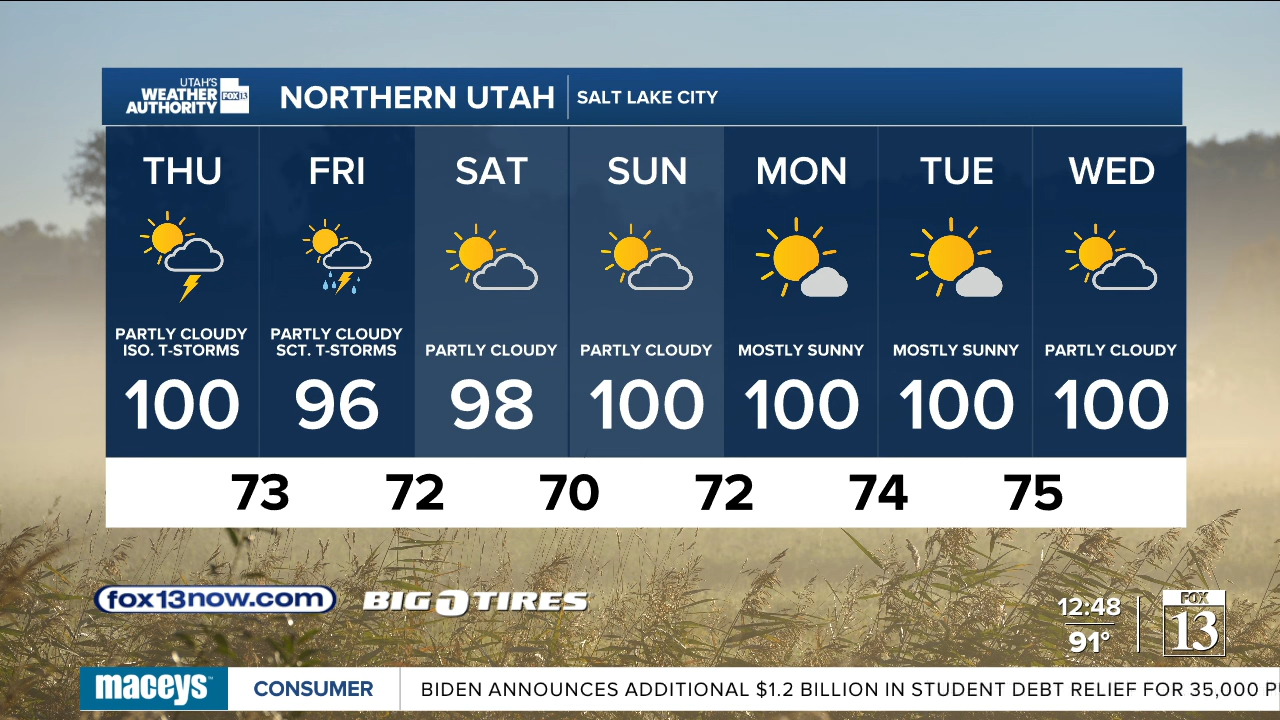 UTAH'S
WEATHER
AUTHORITY
FOX 13
NORTHERN UTAH
SALT LAKE CITY
THU FRI SAT SUN MON TUE WED
PARTLY CLOUDY
ISO. T-STORMS
PARTLY CLOUDY
SCT. T-STORMS
PARTLY CLOUDY
PARTLY CLOUDY
MOSTLY SUNNY
MOSTLY SUNNY
PARTLY CLOUDY
100 96 98 100 100 100 100
73 72 70 72 74 75
fox13now.com
BIG O TIRES
12:48
91°
FOX
13
maceys™
CONSUMER
BIDEN ANNOUNCES ADDITIONAL $1.2 BILLION IN STUDENT DEBT RELIEF FOR 35,000